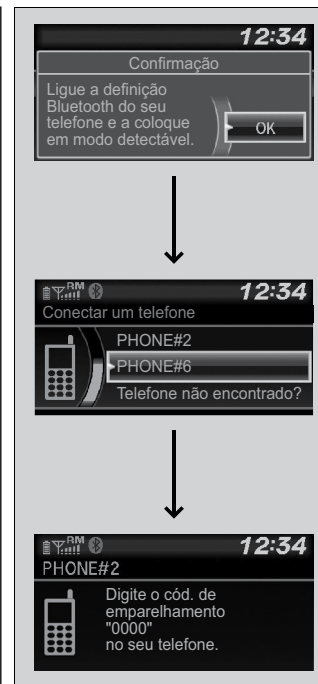 12:34
Confirmação
Ligue a definição
Bluetooth do seu
telefone e a coloque
em modo detectável.
OK
RM
12:34
Conectar um telefone
PHONE#2
PHONE#6
Telefone não encontrado?
RM
12:34
PHONE#2
Digite o cód. de
emparelhamento
"0000"
no seu telefone.